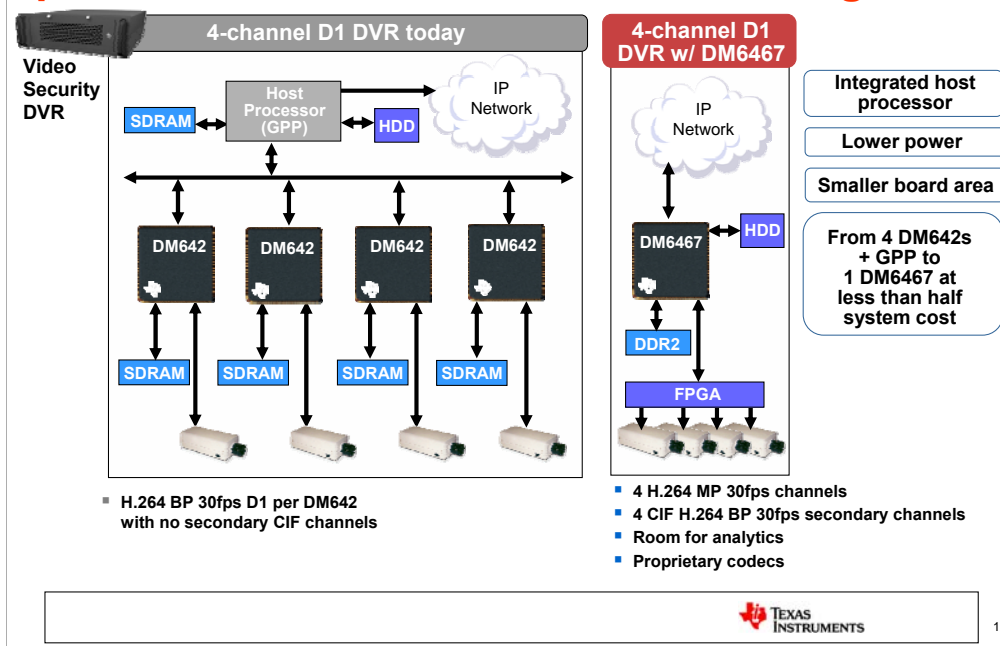 4-channel D1 DVR today
4-channel D1
DVR w/ DM6467
Video
Security
DVR
Host
Processor
(GPP)
SDRAM
HDD
IP
Network
DM642
DM642
DM642
DM642
SDRAM
SDRAM
SDRAM
SDRAM
H.264 BP 30fps D1 per DM642
with no secondary CIF channels
IP
Network
DM6467
HDD
DDR2
FPGA
4 H.264 MP 30fps channels
4 CIF H.264 BP 30fps secondary channels
Room for analytics
Proprietary codecs
Integrated host
processor
Lower power
Smaller board area
From 4 DM642s
+ GPP to
1 DM6467 at
less than half
system cost
TEXAS
INSTRUMENTS
1